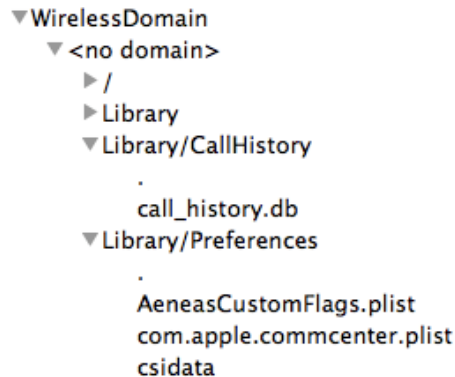 WirelessDomain
<no domain>
/
Library
Library/CallHistory
.
call_history.db
Library/Preferences
.
AeneasCustomFlags.plist
com.apple.commcenter.plist
csidata